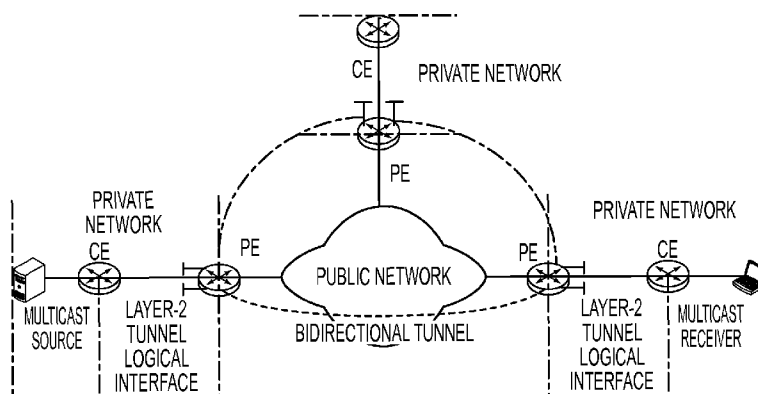 CE
PRIVATE NETWORK
PE
PRIVATE
NETWORK
CE
PE
PUBLIC NETWORK
PE
PRIVATE NETWORK
CE
MULTICAST
SOURCE
LAYER-2
TUNNEL
LOGICAL
INTERFACE
BIDIRECTIONAL TUNNEL
LAYER-2
TUNNEL
LOGICAL
INTERFACE
MULTICAST
RECEIVER